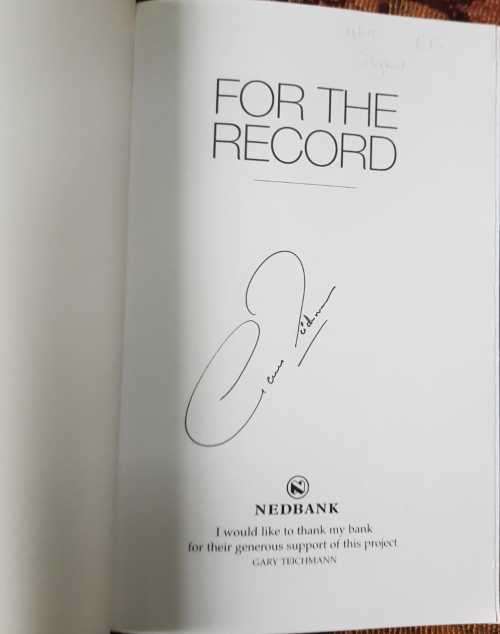 FOR THE
RECORD
NEDBANK
I would like to thank my bank
for their generous support of this project
GARY TEICHMANN